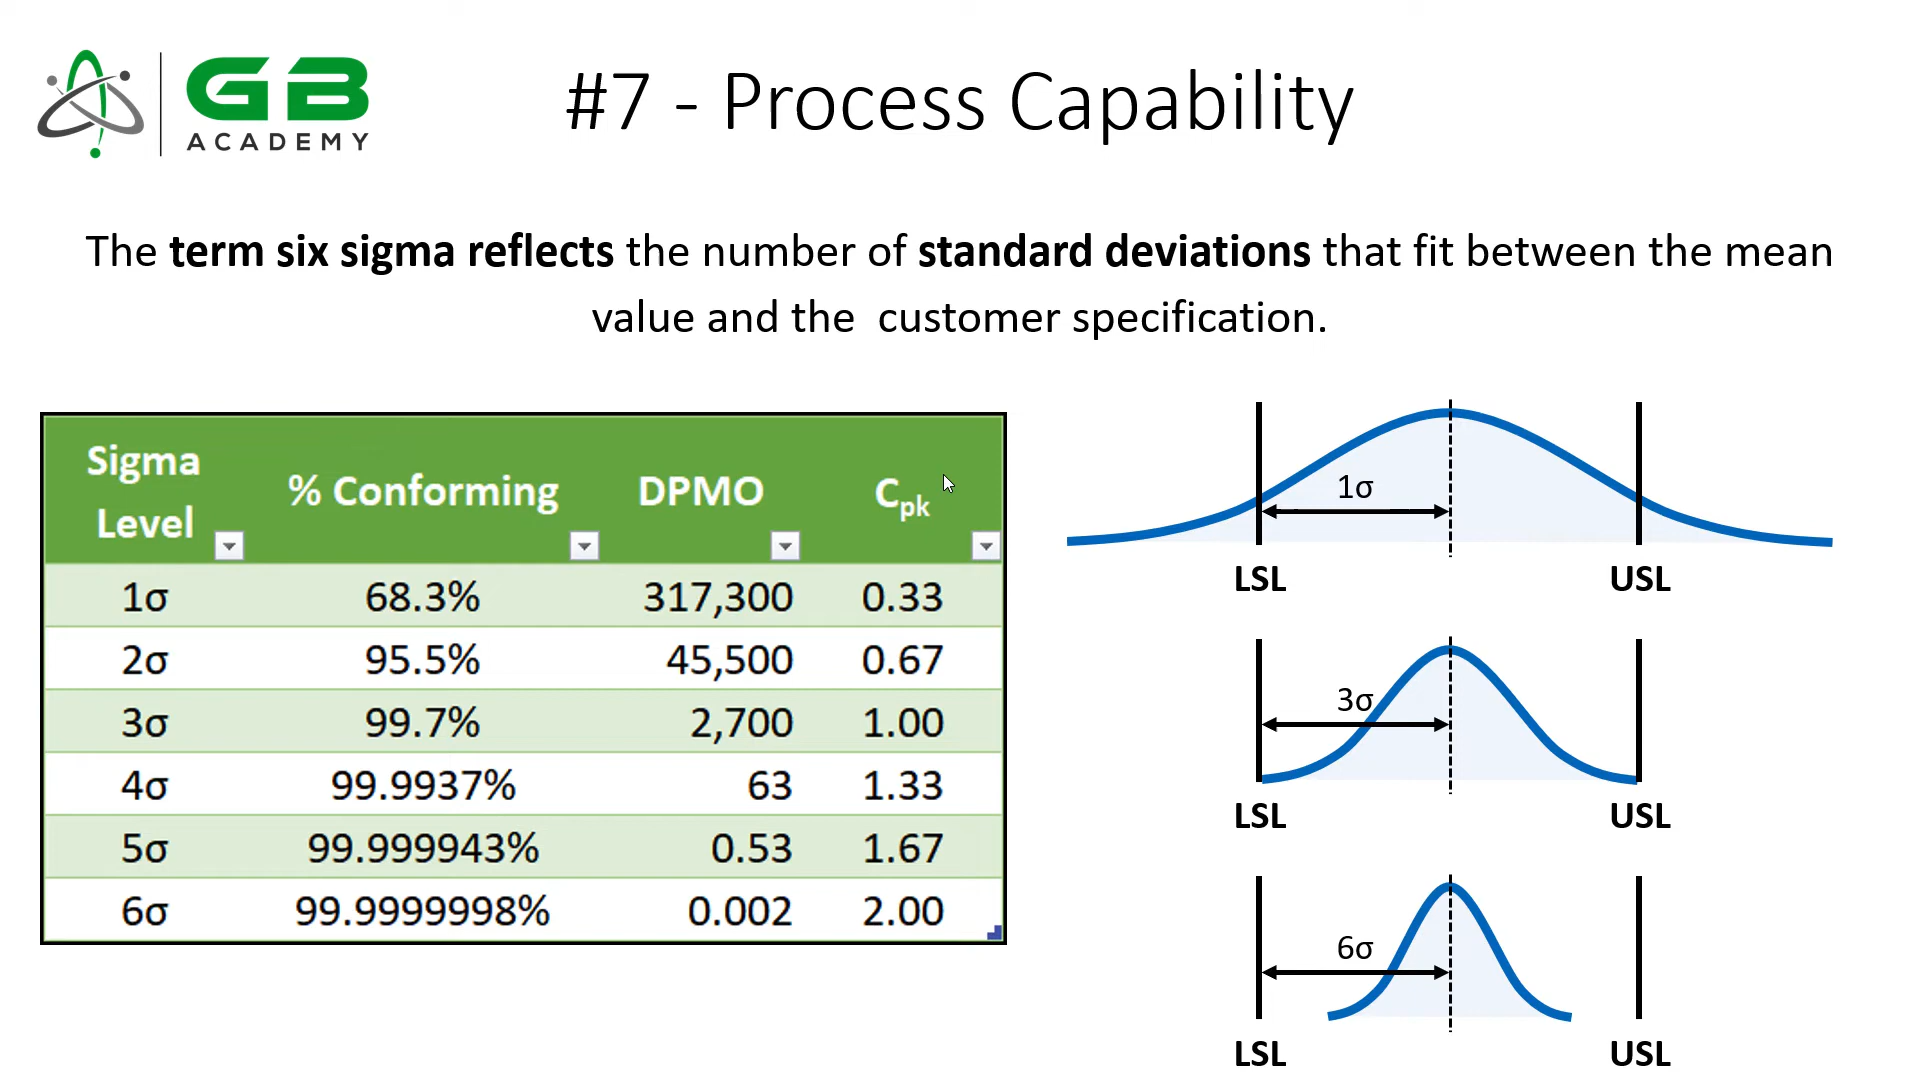 GB
ACADEMY
#7 - Process Capability
The term six sigma reflects the number of standard deviations that fit between the mean
value and the customer specification.
Sigma Level % Conforming DPMO Cpk
1σ 68.3% 317,300 0.33
2σ 95.5% 45,500 0.67
3σ 99.7% 2,700 1.00
4σ 99.9937% 63 1.33
5σ 99.999943% 0.53 1.67
6σ 99.9999998% 0.002 2.00
1σ
LSL USL
3σ
LSL USL
6σ
LSL USL